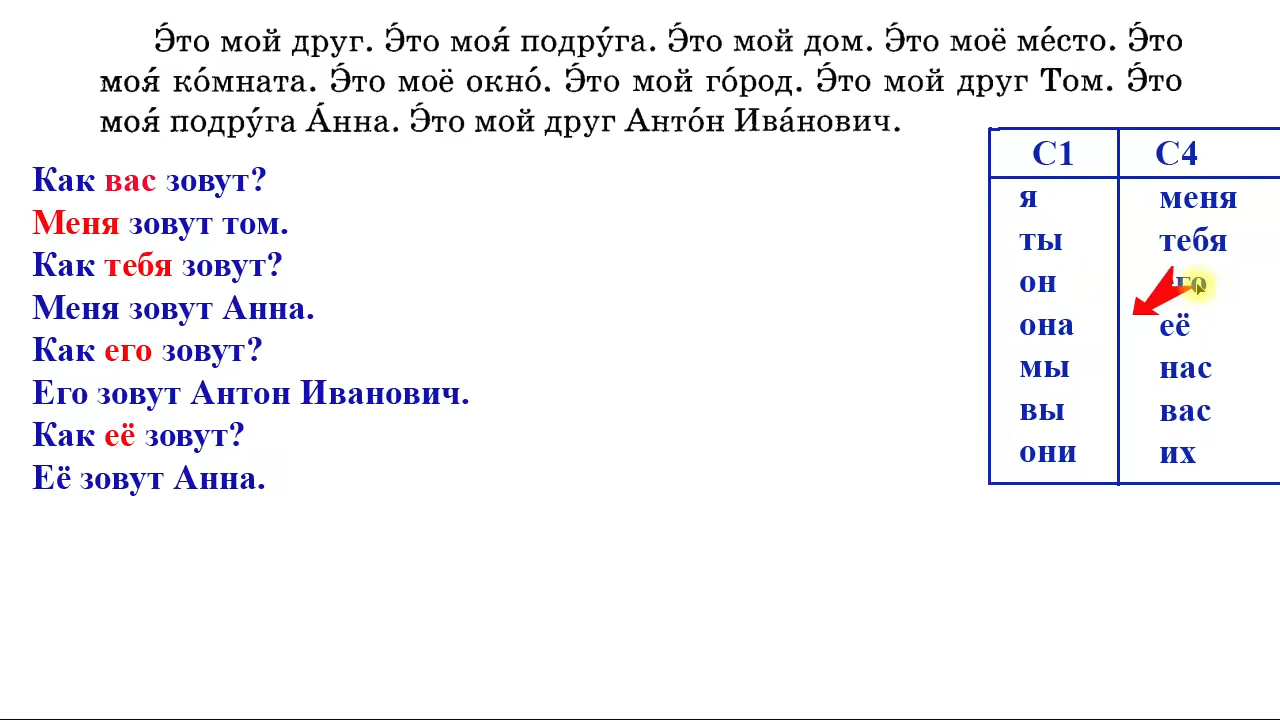 Э́то мой друг. Э́то моя́ подру́га. Э́то мой дом. Э́то моё ме́сто. Э́то
моя́ ко́мната. Э́то моё окно́. Э́то мой го́род. Э́то мой друг Том. Э́то
моя́ подру́га А́нна. Э́то мой друг Анто́н Ива́нович.
Как вас зовут?
Меня зовут том.
Как тебя зовут?
Меня зовут Анна.
Как его зовут?
Его зовут Антон Иванович.
Как её зовут?
Её зовут Анна.
С1 С4
я меня
ты тебя
он
она её
мы нас
вы вас
они их